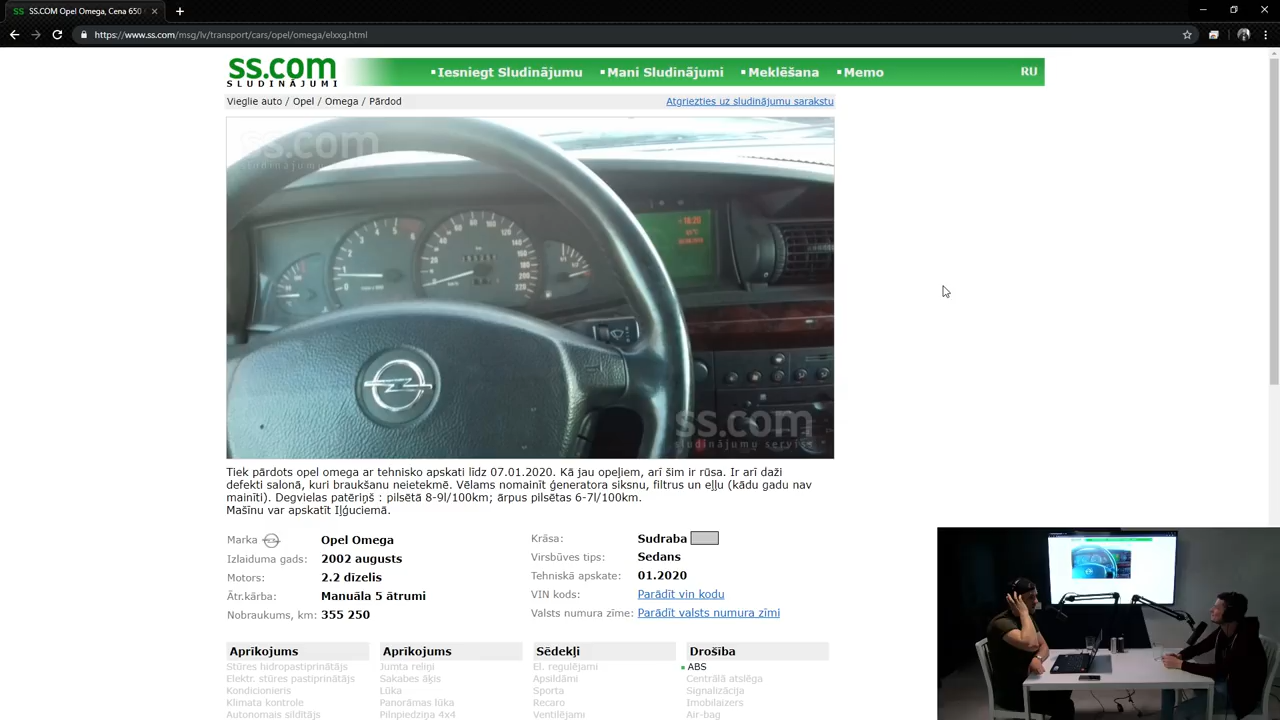 SS.COM Opel Omega, Cena 650
https://www.ss.com/msg/lv/transport/cars/opel/omega/elxxg.html
ss.com
SLUDINĀJUMI
Iesniegt Sludinājumu
Mani Sludinājumi
Meklēšana
Memo
RU
Vieglie auto / Opel / Omega / Pārdod
Atgriezties uz sludinājumu sarakstu
ss.com
sludinājumu serviss
Tiek pārdots opel omega ar tehnisko apskati līdz 07.01.2020. Kā jau opeļiem, arī šim ir rūsa. Ir arī daži
defekti salonā, kuri braukšanu neietekmē. Vēlams nomainīt ģeneratora siksnu, filtrus un eļļu (kādu gadu nav
mainīti). Degvielas patēriņš : pilsētā 8-9l/100km; ārpus pilsētas 6-7l/100km.
Mašīnu var apskatīt Iļģuciemā.
Marka Opel Omega
Izlaiduma gads: 2002 augusts
Motors: 2.2 dīzelis
Ātr.kārba: Manuāla 5 ātrumi
Nobraukums, km: 355 250
Krāsa: Sudraba
Virsbūves tips: Sedans
Tehniskā apskate: 01.2020
VIN kods: Parādīt vin kodu
Valsts numura zīme: Parādīt valsts numura zīmi
Aprīkojums
Stūres hidropastiprinātājs
Elektr. stūres pastiprinātājs
Kondicionieris
Klimata kontrole
Autonomais sildītājs
Aprīkojums
Jumta reliņi
Sakabes āķis
Lūka
Panorāmas lūka
Pilnpiedziņa 4x4
Sēdekļi
El. regulējami
Apsildāmi
Sporta
Recaro
Ventilējami
Drošība
ABS
Centrālā atslēga
Signalizācija
Imobilaizers
Air-bag